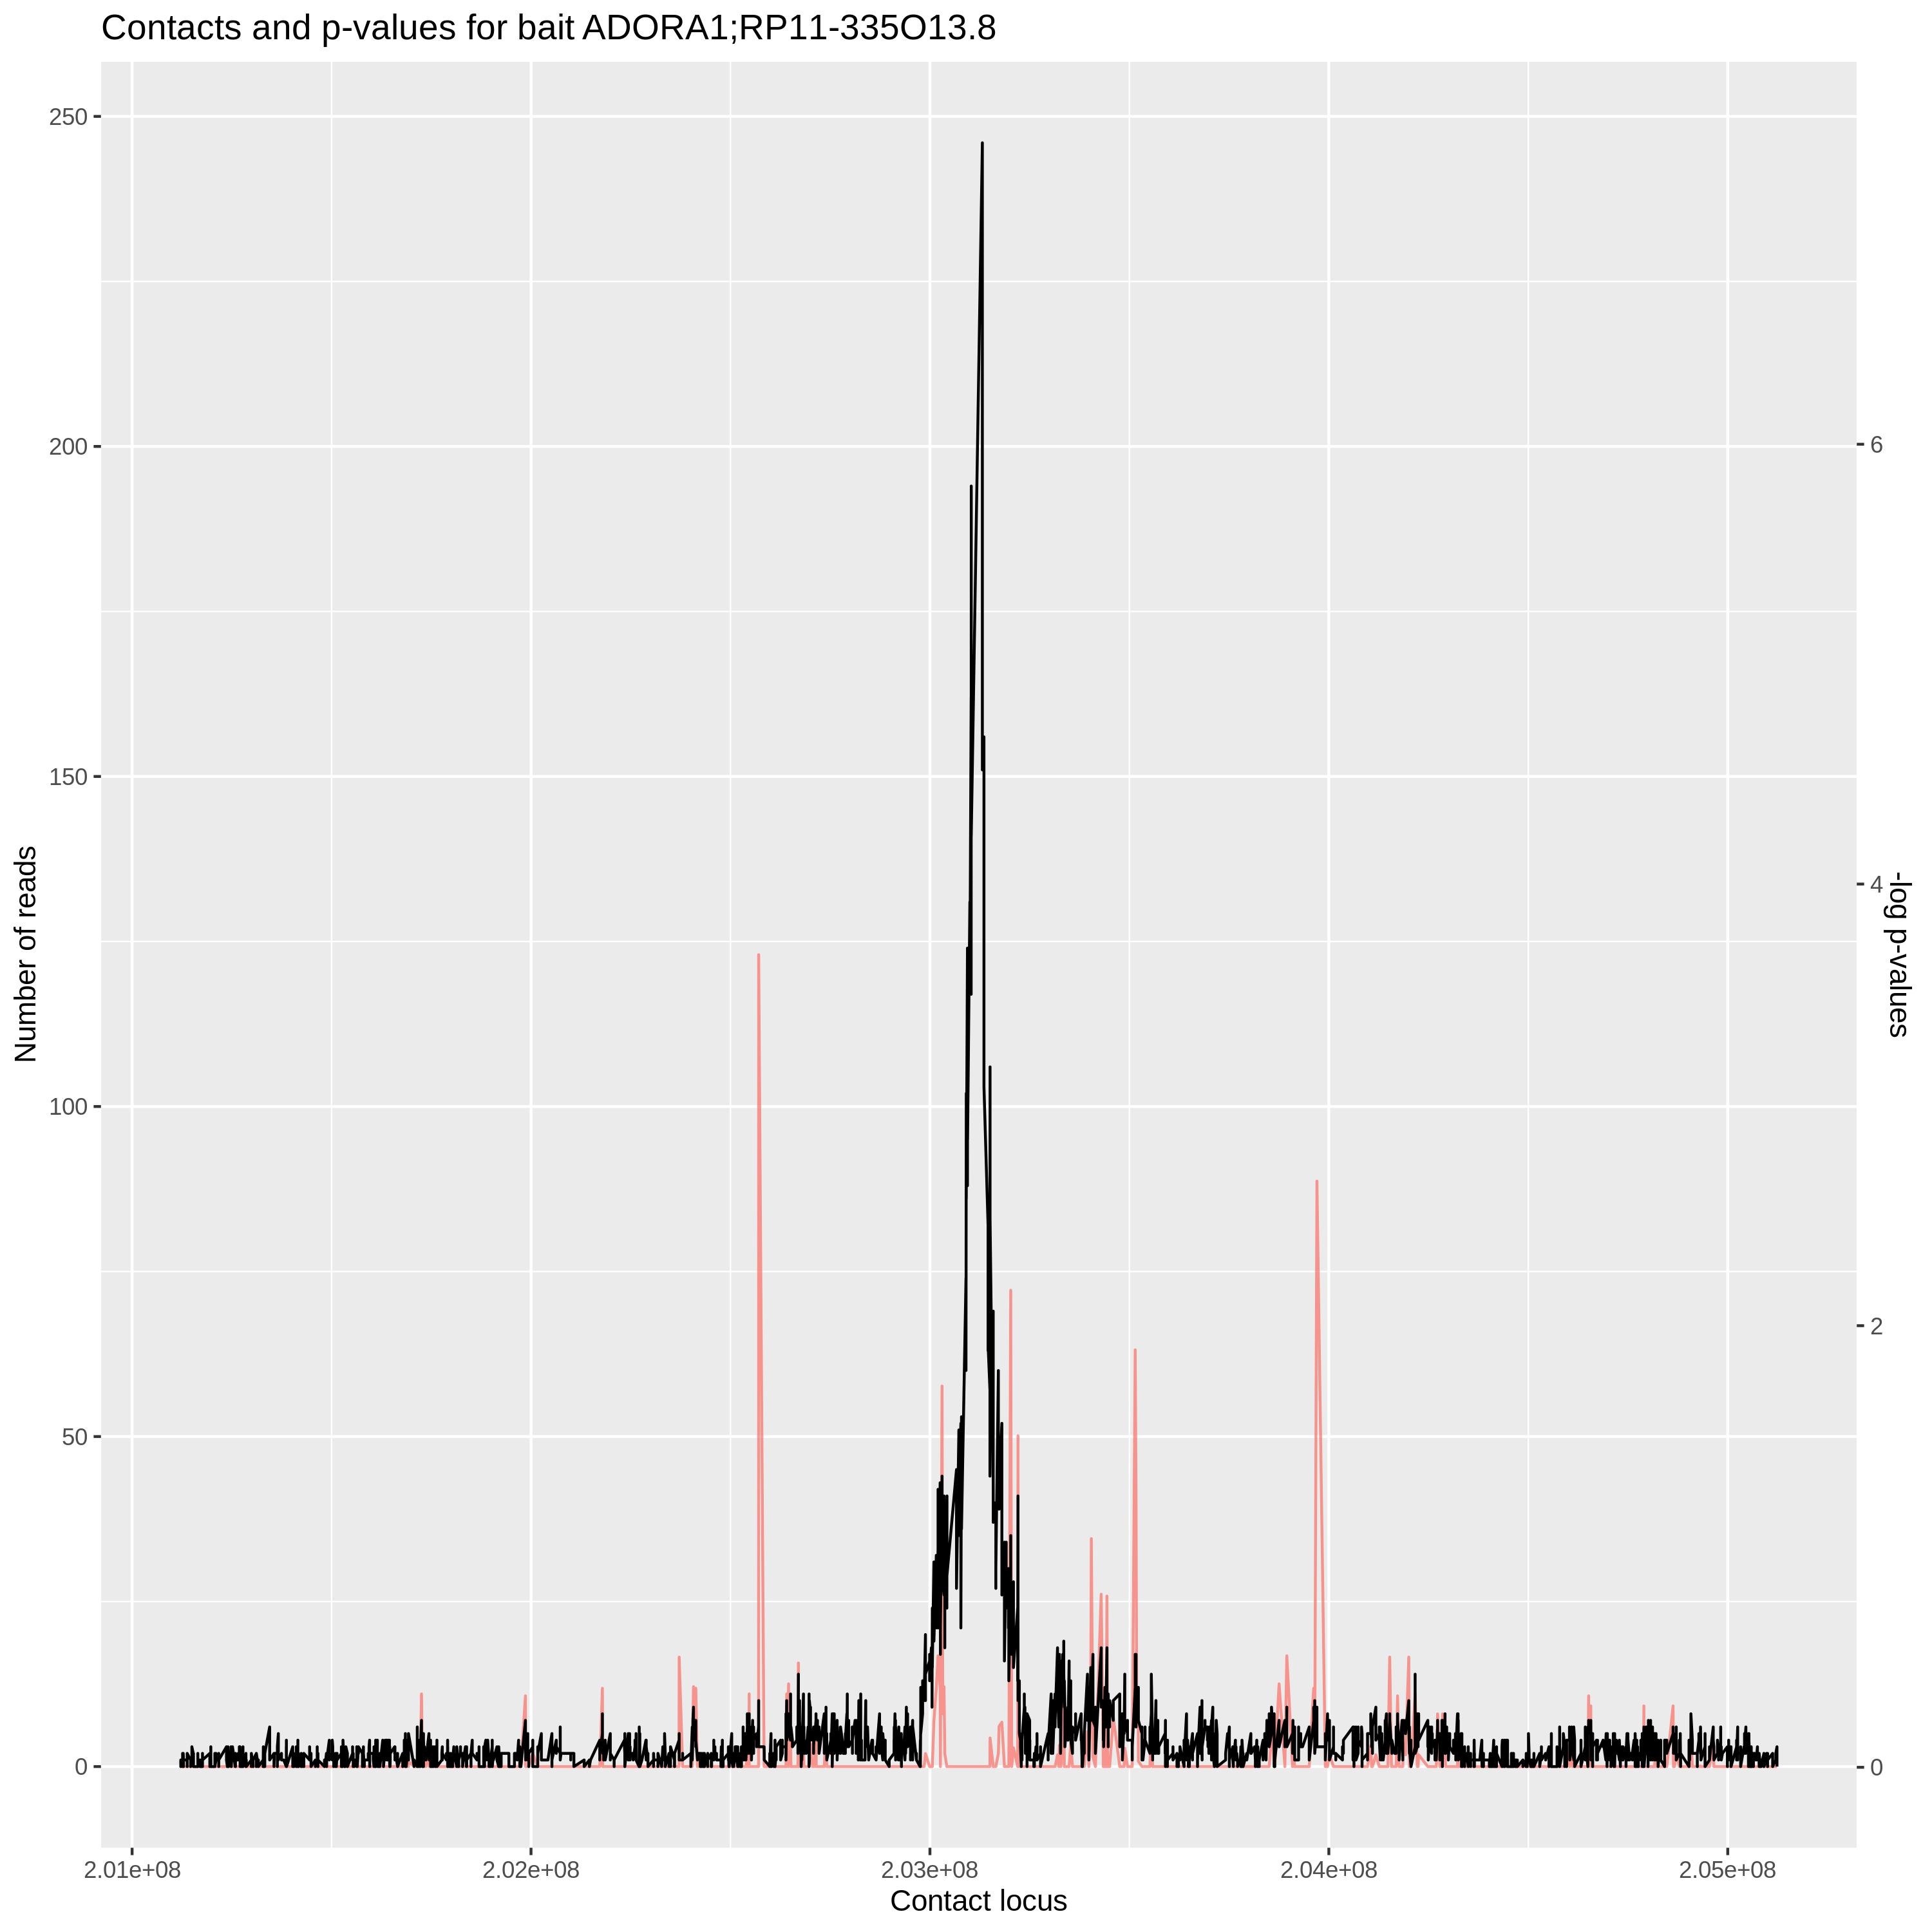 Contacts and p-values for bait ADORA1;RP11-335O13.8
250
200
150
100
50
0
Number of reads
6
4
2
0
-log p-values
2.01e+08 2.02e+08 2.03e+08 2.04e+08 2.05e+08
Contact locus